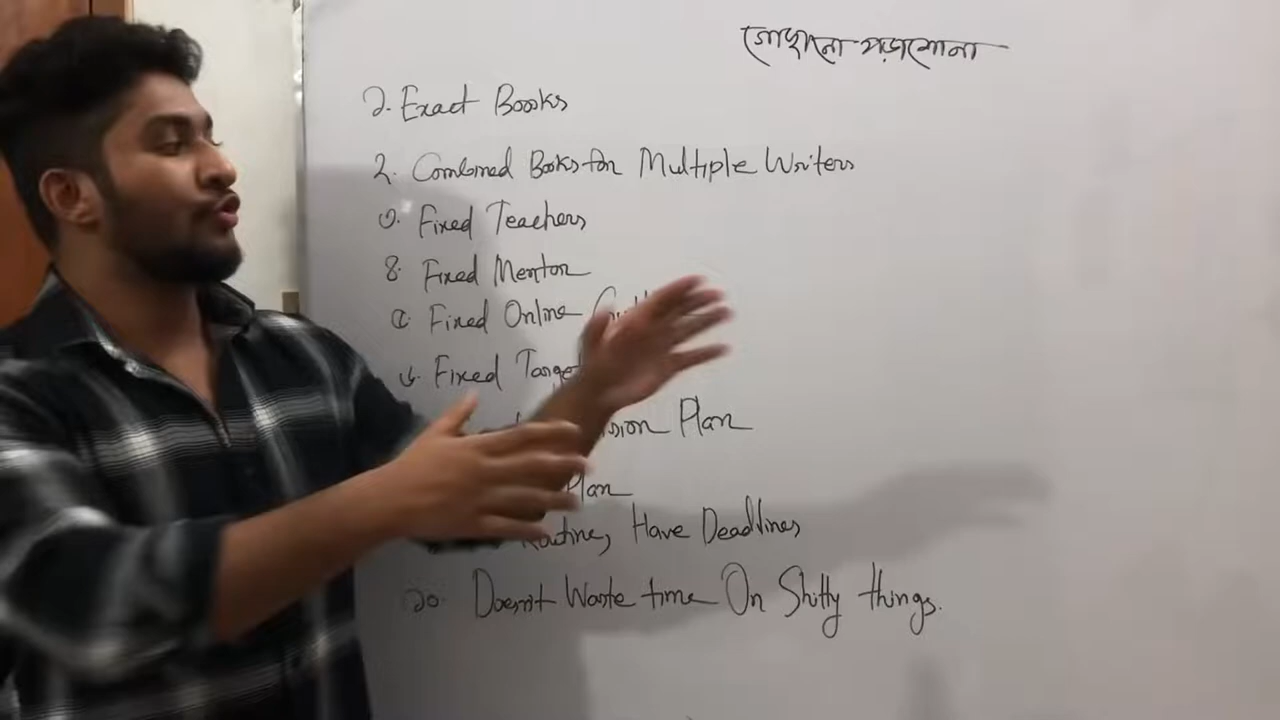 গোছানো পড়াশোনা
১. Exact Books
২. Combined Books for Multiple Writers
৩. Fixed Teachers
৪. Fixed Mentor
৫. Fixed Online
৬. Fixed Target
Plan
Plan
Routine, Have Deadlines
১০. Doesn't Waste time On Shitty things.